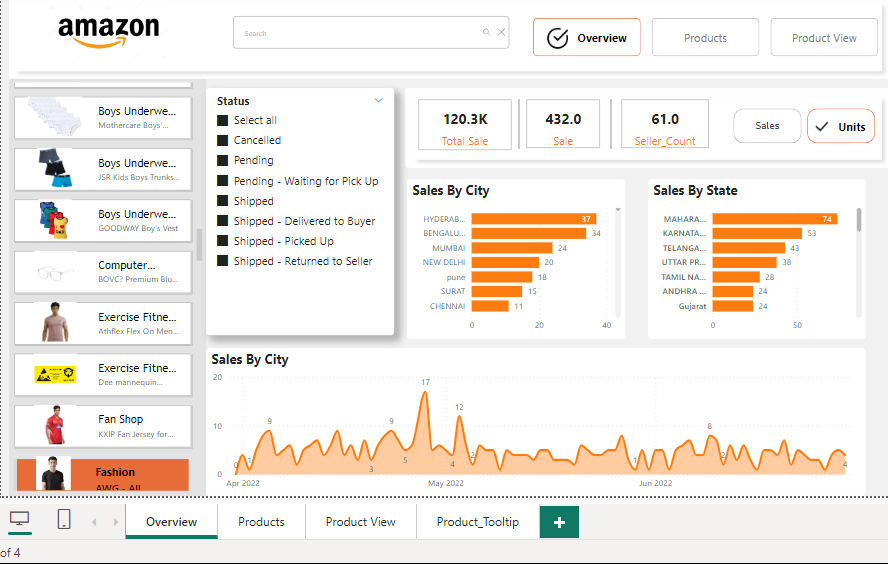 amazon
Search
Overview
Products
Product View
Boys Underwe...
Mothercare Boys'...
Boys Underwe...
JSR Kids Boys Trunks...
Boys Underwe...
GOODWAY Boy's Vest
Computer...
BOVC? Premium Blu...
Exercise Fitne...
Athflex Flex On Men...
Exercise Fitne...
Dee mannequin...
Fan Shop
KXIP Fan Jersey for...
Fashion
AWG - All
Status
Select all
Cancelled
Pending
Pending - Waiting for Pick Up
Shipped
Shipped - Delivered to Buyer
Shipped - Picked Up
Shipped - Returned to Seller
120.3K
Total Sale
432.0
Sale
61.0
Seller_Count
Sales
Units
Sales By City
HYDERAB... 37
BENGALU... 34
MUMBAI 24
NEW DELHI 20
pune 18
SURAT 15
CHENNAI 11
0 20 40
Sales By State
MAHARA... 74
KARNATA... 53
TELANGA... 43
UTTAR PR... 38
TAMIL NA... 28
ANDHRA ... 24
Gujarat 24
0 50
Sales By City
20
17
12
10
9 9 8
5 4
3
2 2
0 0 1 1 4
Apr 2022 May 2022 Jun 2022
Overview
Products
Product View
Product_Tooltip
+
of 4